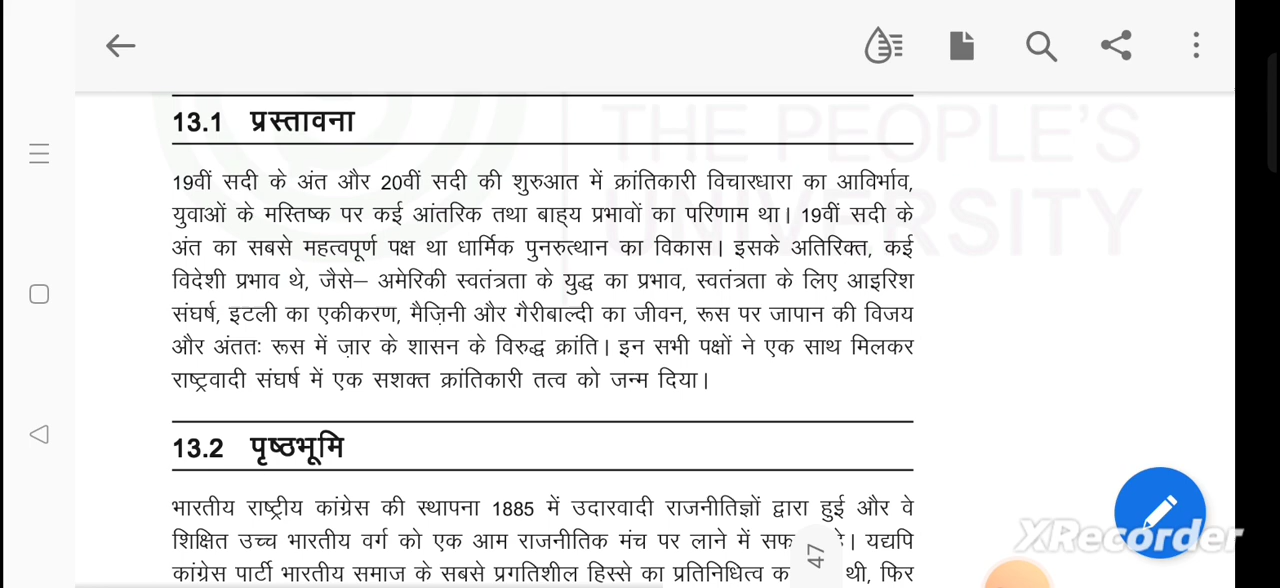 THE PEOPLE'S
UNIVERSITY
13.1 प्रस्तावना
19वीं सदी के अंत और 20वीं सदी की शुरुआत में क्रांतिकारी विचारधारा का आविर्भाव,
युवाओं के मस्तिष्क पर कई आंतरिक तथा बाह्य प्रभावों का परिणाम था। 19वीं सदी के
अंत का सबसे महत्वपूर्ण पक्ष था धार्मिक पुनरुत्थान का विकास। इसके अतिरिक्त, कई
विदेशी प्रभाव थे, जैसे– अमेरिकी स्वतंत्रता के युद्ध का प्रभाव, स्वतंत्रता के लिए आइरिश
संघर्ष, इटली का एकीकरण, मैज़िनी और गैरीबाल्दी का जीवन, रूस पर जापान की विजय
और अंततः रूस में ज़ार के शासन के विरुद्ध क्रांति। इन सभी पक्षों ने एक साथ मिलकर
राष्ट्रवादी संघर्ष में एक सशक्त क्रांतिकारी तत्व को जन्म दिया।
13.2 पृष्ठभूमि
भारतीय राष्ट्रीय कांग्रेस की स्थापना 1885 में उदारवादी राजनीतिज्ञों द्वारा हुई और वे
शिक्षित उच्च भारतीय वर्ग को एक आम राजनीतिक मंच पर लाने में । यद्यपि
कांग्रेस पार्टी भारतीय समाज के सबसे प्रगतिशील हिस्से का प्रतिनिधित्व थी, फिर
47
XRecorder